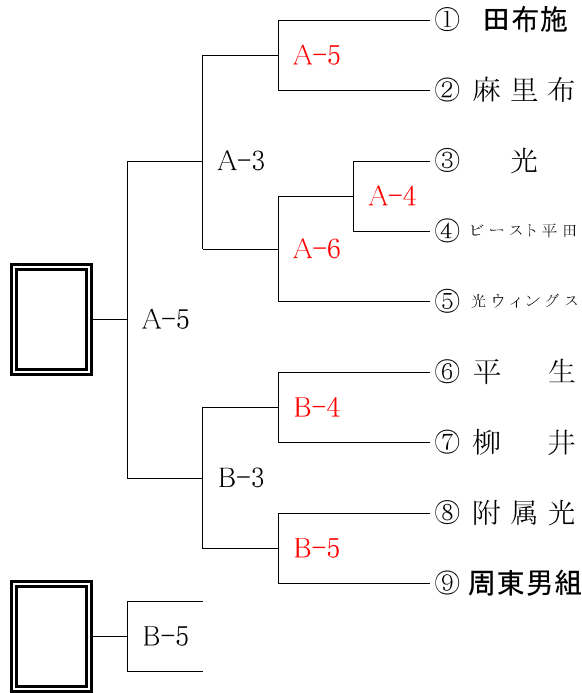 ① 田布施
A-5
② 麻里布
A-3
③ 光
A-4
④ ビースト平田
A-6
⑤ 光ウィングス
A-5
⑥ 平 生
B-4
⑦ 柳 井
B-3
⑧ 附属光
B-5
⑨ 周東男組
B-5